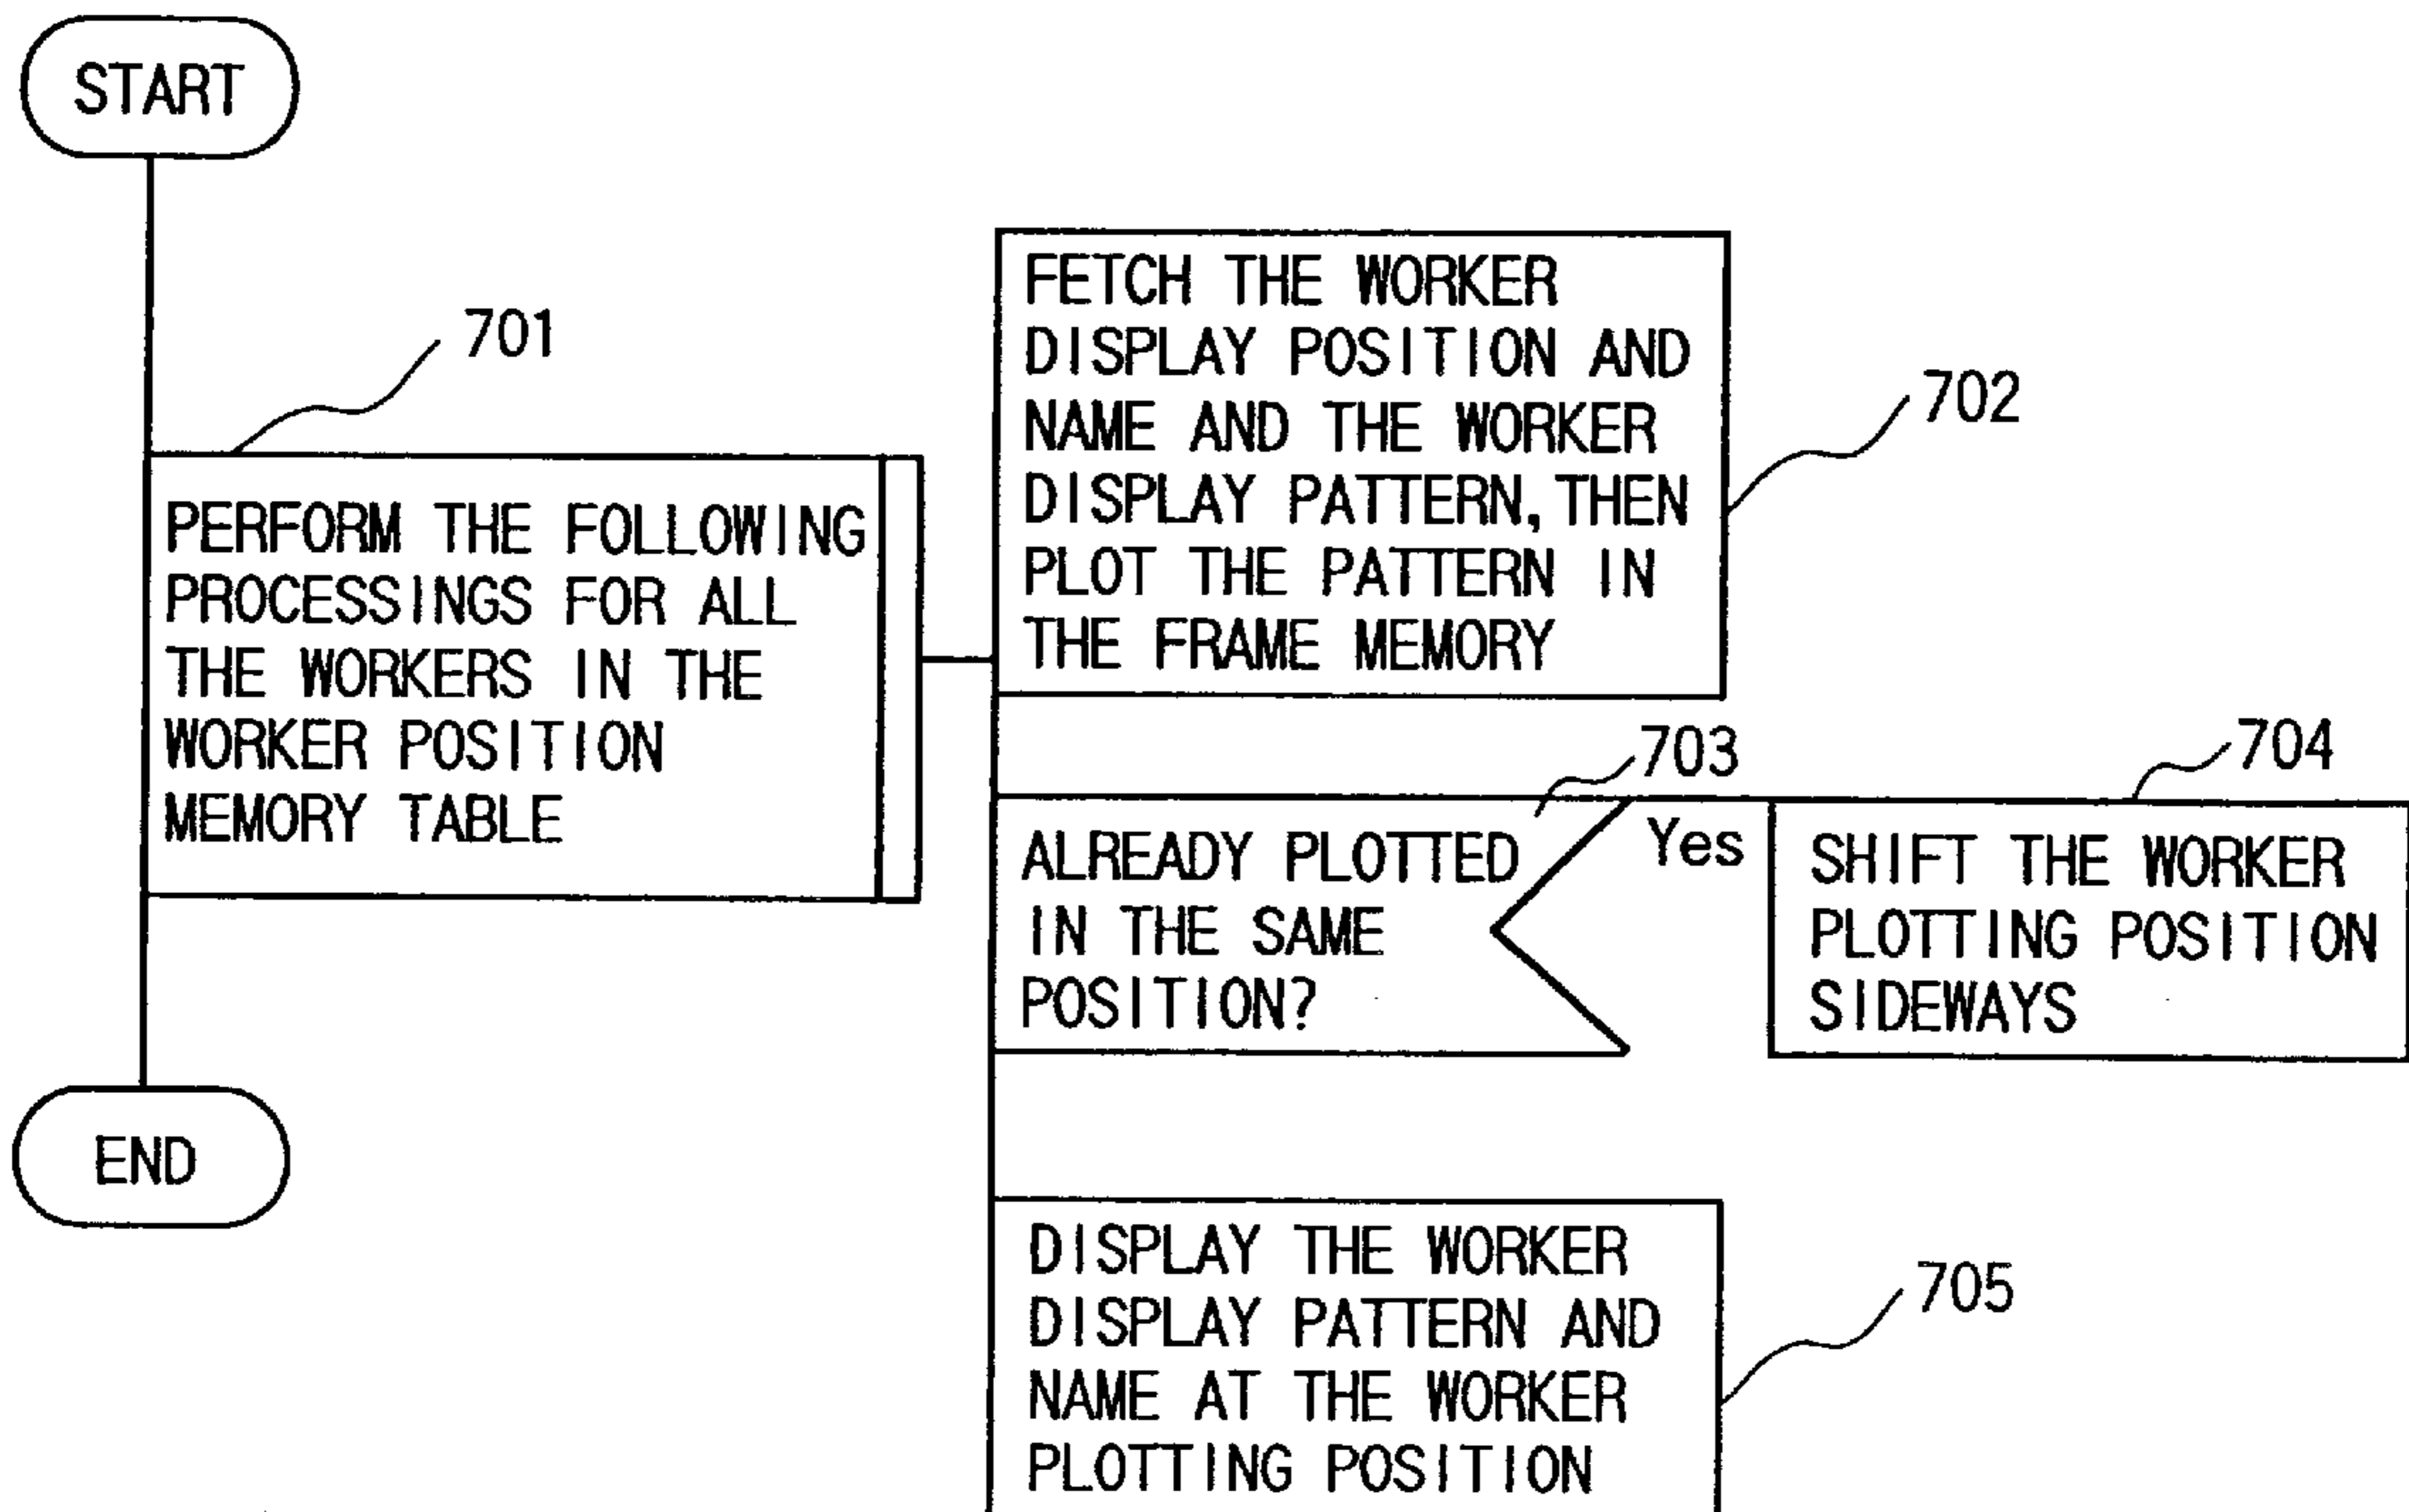 START
701
PERFORM THE FOLLOWING
PROCESSINGS FOR ALL
THE WORKERS IN THE
WORKER POSITION
MEMORY TABLE
END
FETCH THE WORKER
DISPLAY POSITION AND
NAME AND THE WORKER
DISPLAY PATTERN, THEN
PLOT THE PATTERN IN
THE FRAME MEMORY
702
703
ALREADY PLOTTED
IN THE SAME
POSITION?
Yes
704
SHIFT THE WORKER
PLOTTING POSITION
SIDEWAYS
DISPLAY THE WORKER
DISPLAY PATTERN AND
NAME AT THE WORKER
PLOTTING POSITION
705